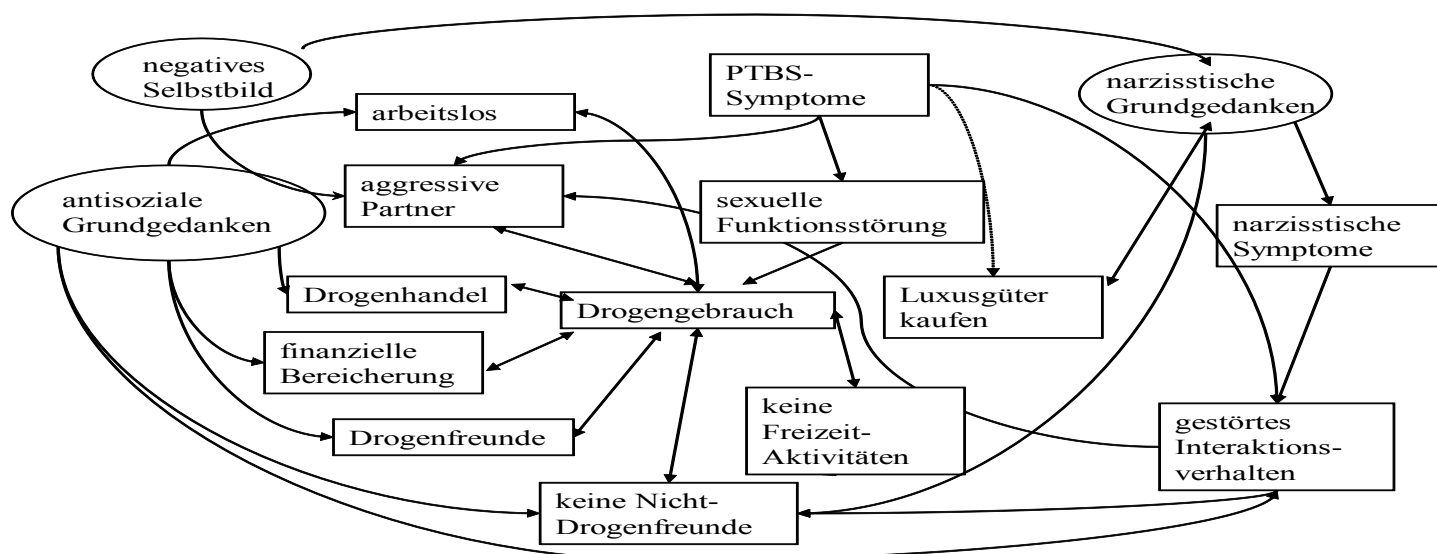 negatives
Selbstbild
PTBS-
Symptome
narzisstische
Grundgedanken
arbeitslos
aggressive
Partner
antisoziale
Grundgedanken
sexuelle
Funktionsstörung
narzisstische
Symptome
Drogenhandel
Drogengebrauch
Luxusgüter
kaufen
finanzielle
Bereicherung
keine
Freizeit-
Aktivitäten
gestörtes
Interaktions-
verhalten
Drogenfreunde
keine Nicht-
Drogenfreunde